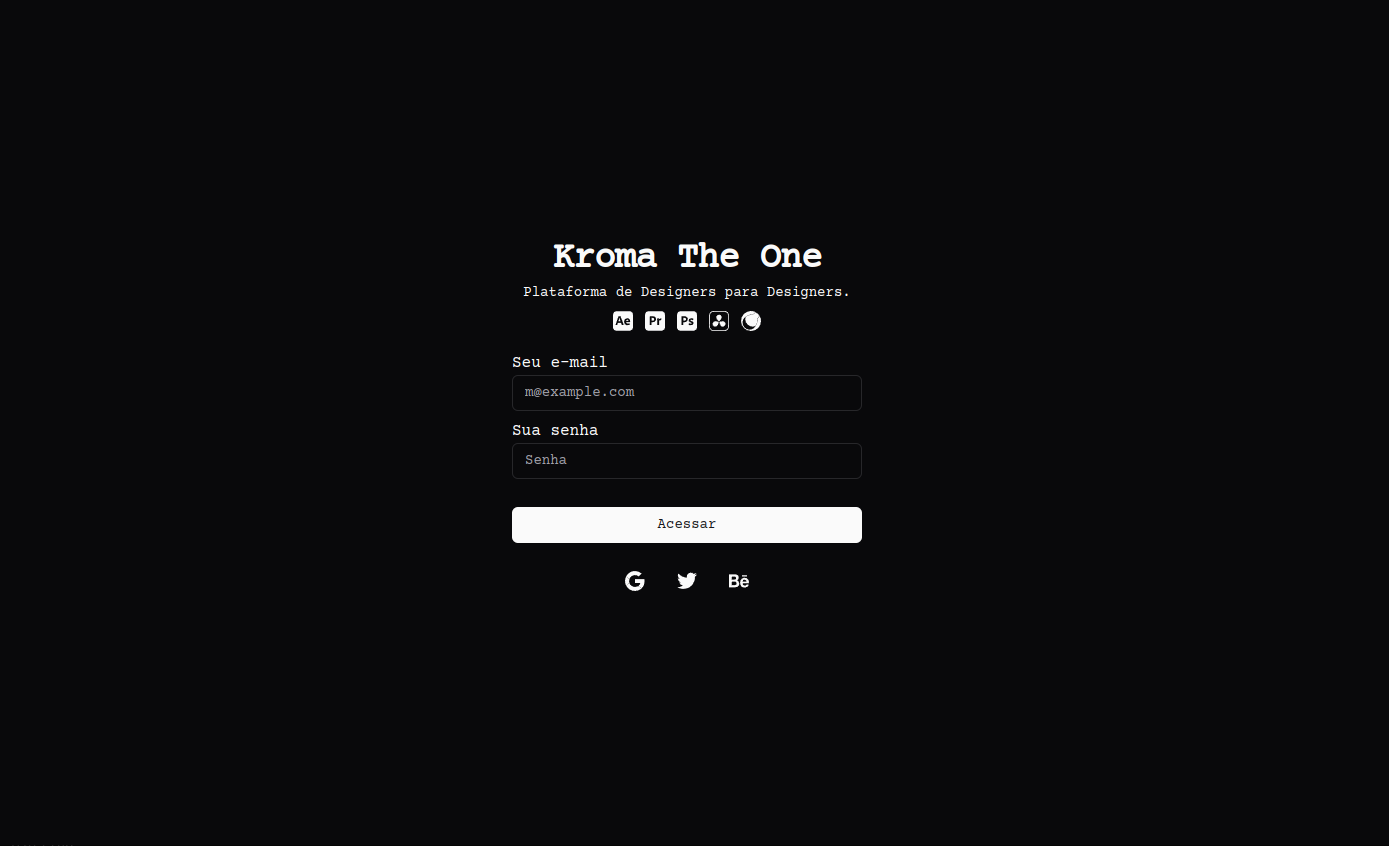 Kroma The One
Plataforma de Designers para Designers.
Ae Pr Ps
Seu e-mail
m@example.com
Sua senha
Senha
Acessar
G Bē